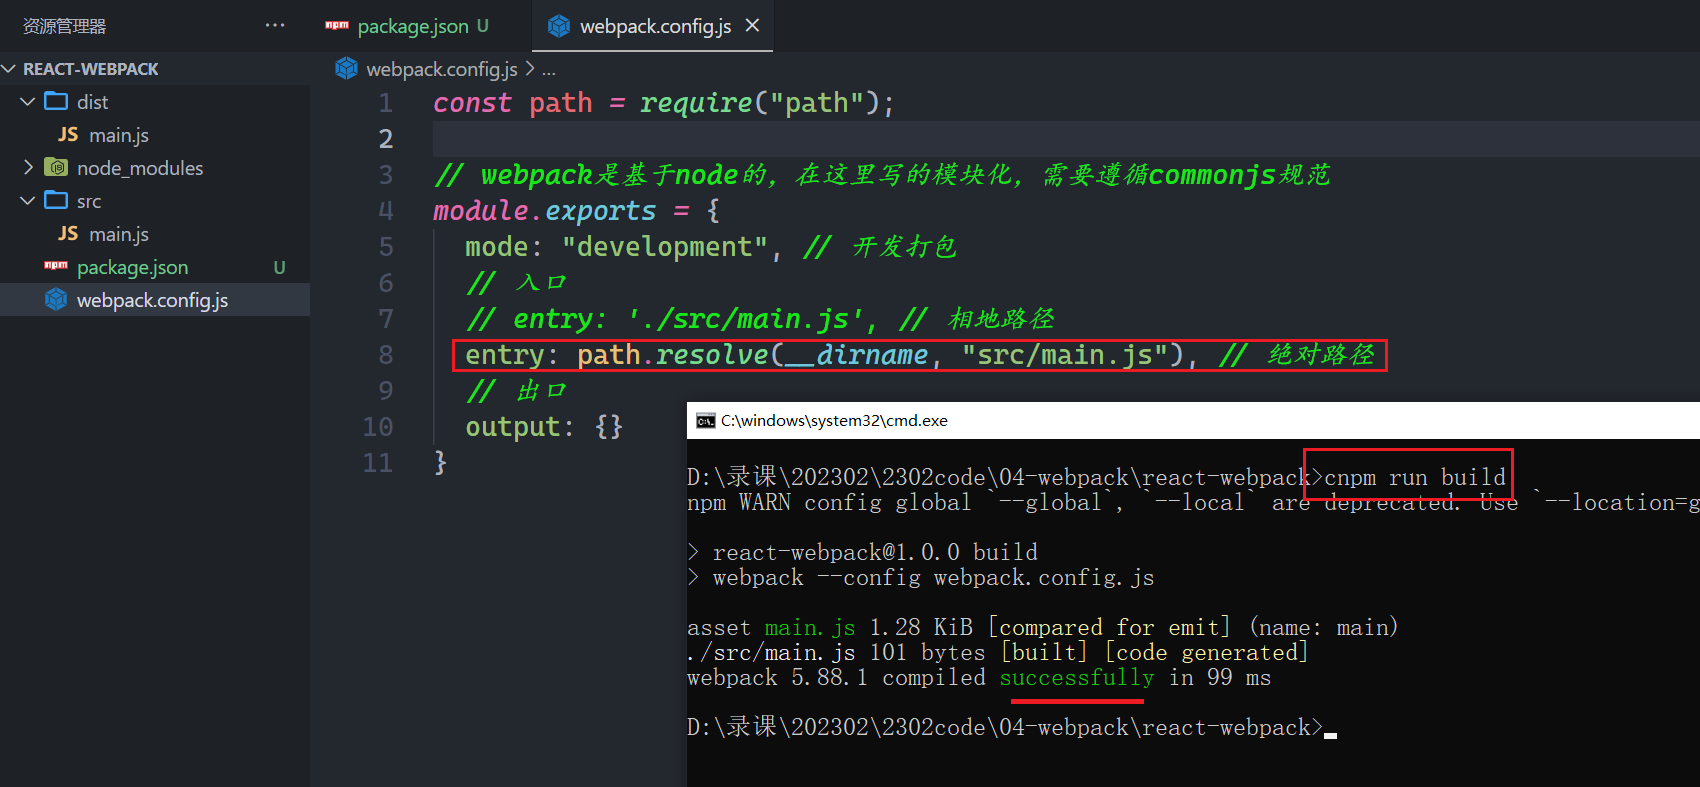 资源管理器 ···
package.json U
webpack.config.js
REACT-WEBPACK
dist
JS main.js
node_modules
src
JS main.js
package.json U
webpack.config.js
webpack.config.js > ...
1 const path = require("path");
2
3 // webpack是基于node的, 在这里写的模块化, 需要遵循commonjs规范
4 module.exports = {
5 mode: "development", // 开发打包
6 // 入口
7 // entry: './src/main.js', // 相地路径
8 entry: path.resolve(__dirname, "src/main.js"), // 绝对路径
9 // 出口
10 output: {}
11 }
C:\windows\system32\cmd.exe
D:\录课\202302\2302code\04-webpack\react-webpack>cnpm run build
npm WARN config global `--global`, `--local` are deprecated. Use `--location=g
> react-webpack@1.0.0 build
> webpack --config webpack.config.js
asset main.js 1.28 KiB [compared for emit] (name: main)
./src/main.js 101 bytes [built] [code generated]
webpack 5.88.1 compiled successfully in 99 ms
D:\录课\202302\2302code\04-webpack\react-webpack>